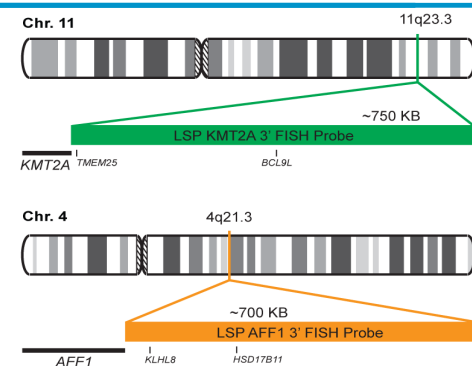 Chr. 11
11q23.3
~750 KB
LSP KMT2A 3' FISH Probe
KMT2A TMEM25 BCL9L
Chr. 4
4q21.3
~700 KB
LSP AFF1 3' FISH Probe
AFF1 KLHL8 HSD17B11